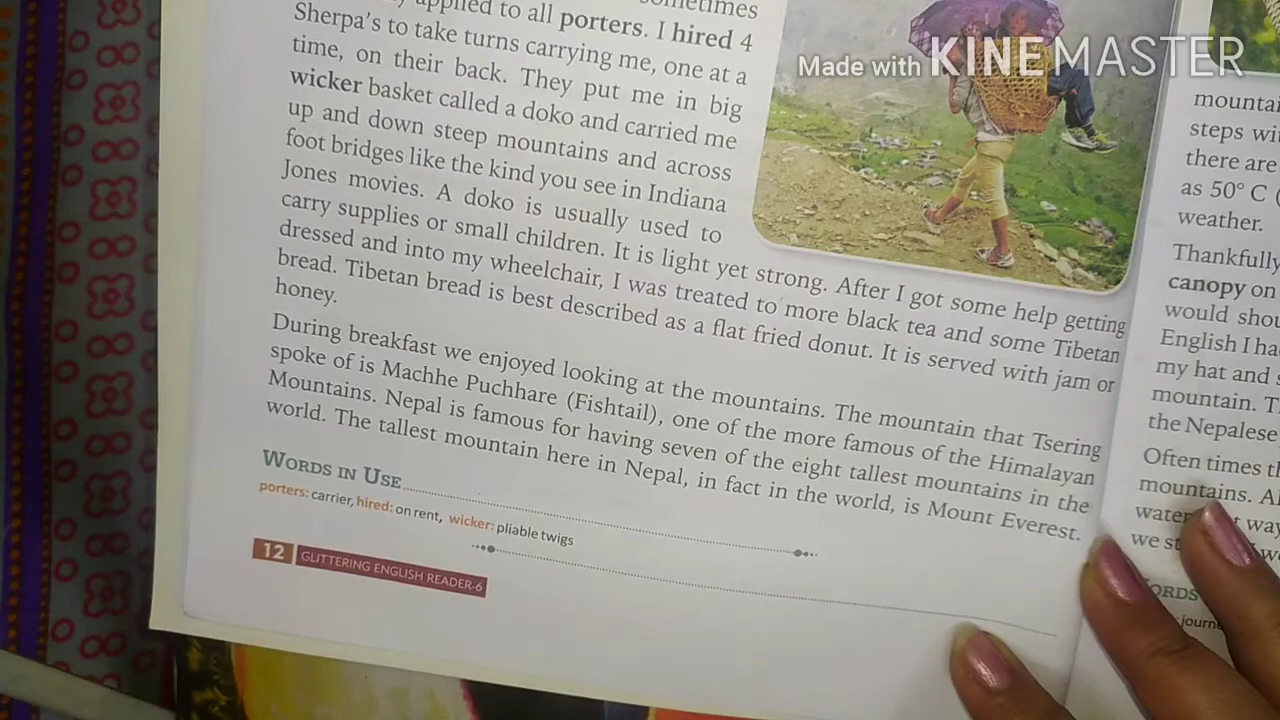 Made with KINEMASTER
sometimes
applied to all porters. I hired 4
Sherpa's to take turns carrying me, one at a
time, on their back. They put me in big
wicker basket called a doko and carried me
up and down steep mountains and across
foot bridges like the kind you see in Indiana
Jones movies. A doko is usually used to
carry supplies or small children. It is light yet strong. After I got some help getting
dressed and into my wheelchair, I was treated to more black tea and some Tibetan
bread. Tibetan bread is best described as a flat fried donut. It is served with jam or
honey.
During breakfast we enjoyed looking at the mountains. The mountain that Tsering
spoke of is Machhe Puchhare (Fishtail), one of the more famous of the Himalayan
Mountains. Nepal is famous for having seven of the eight tallest mountains in the
world. The tallest mountain here in Nepal, in fact in the world, is Mount Everest.
WORDS IN USE
porters: carrier, hired: on rent, wicker: pliable twigs
12 GLITTERING ENGLISH READER-6
steps
there are
as 50° C
weather.
Thankfully
canopy on
would
English I
my hat and
mountain.
the Nepalese
Often times
mountains.
water
we